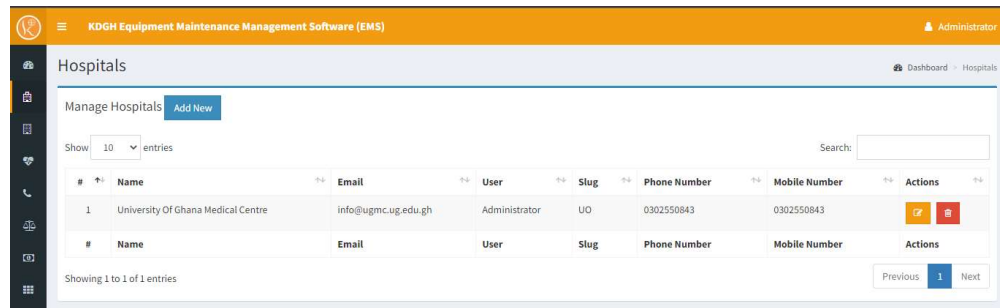 KDGH Equipment Maintenance Management Software (EMS) Administrator
Hospitals Dashboard > Hospitals
Manage Hospitals Add New
Show 10 entries Search:
# Name Email User Slug Phone Number Mobile Number Actions
1 University Of Ghana Medical Centre info@ugmc.ug.edu.gh Administrator UO 0302550843 0302550843
# Name Email User Slug Phone Number Mobile Number Actions
Showing 1 to 1 of 1 entries Previous 1 Next